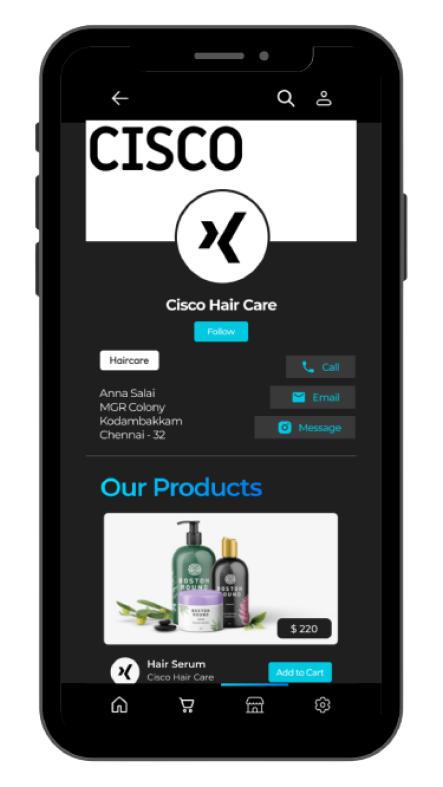 CISCO
Cisco Hair Care
Follow
Haircare
Call
Anna Salai
MGR Colony
Kodambakkam
Chennai - 32
Email
Message
Our Products
BOSTON
ROUND
BOSTON
ROUND
BOSTON
ROUND
$ 220
Hair Serum
Cisco Hair Care
Add to Cart